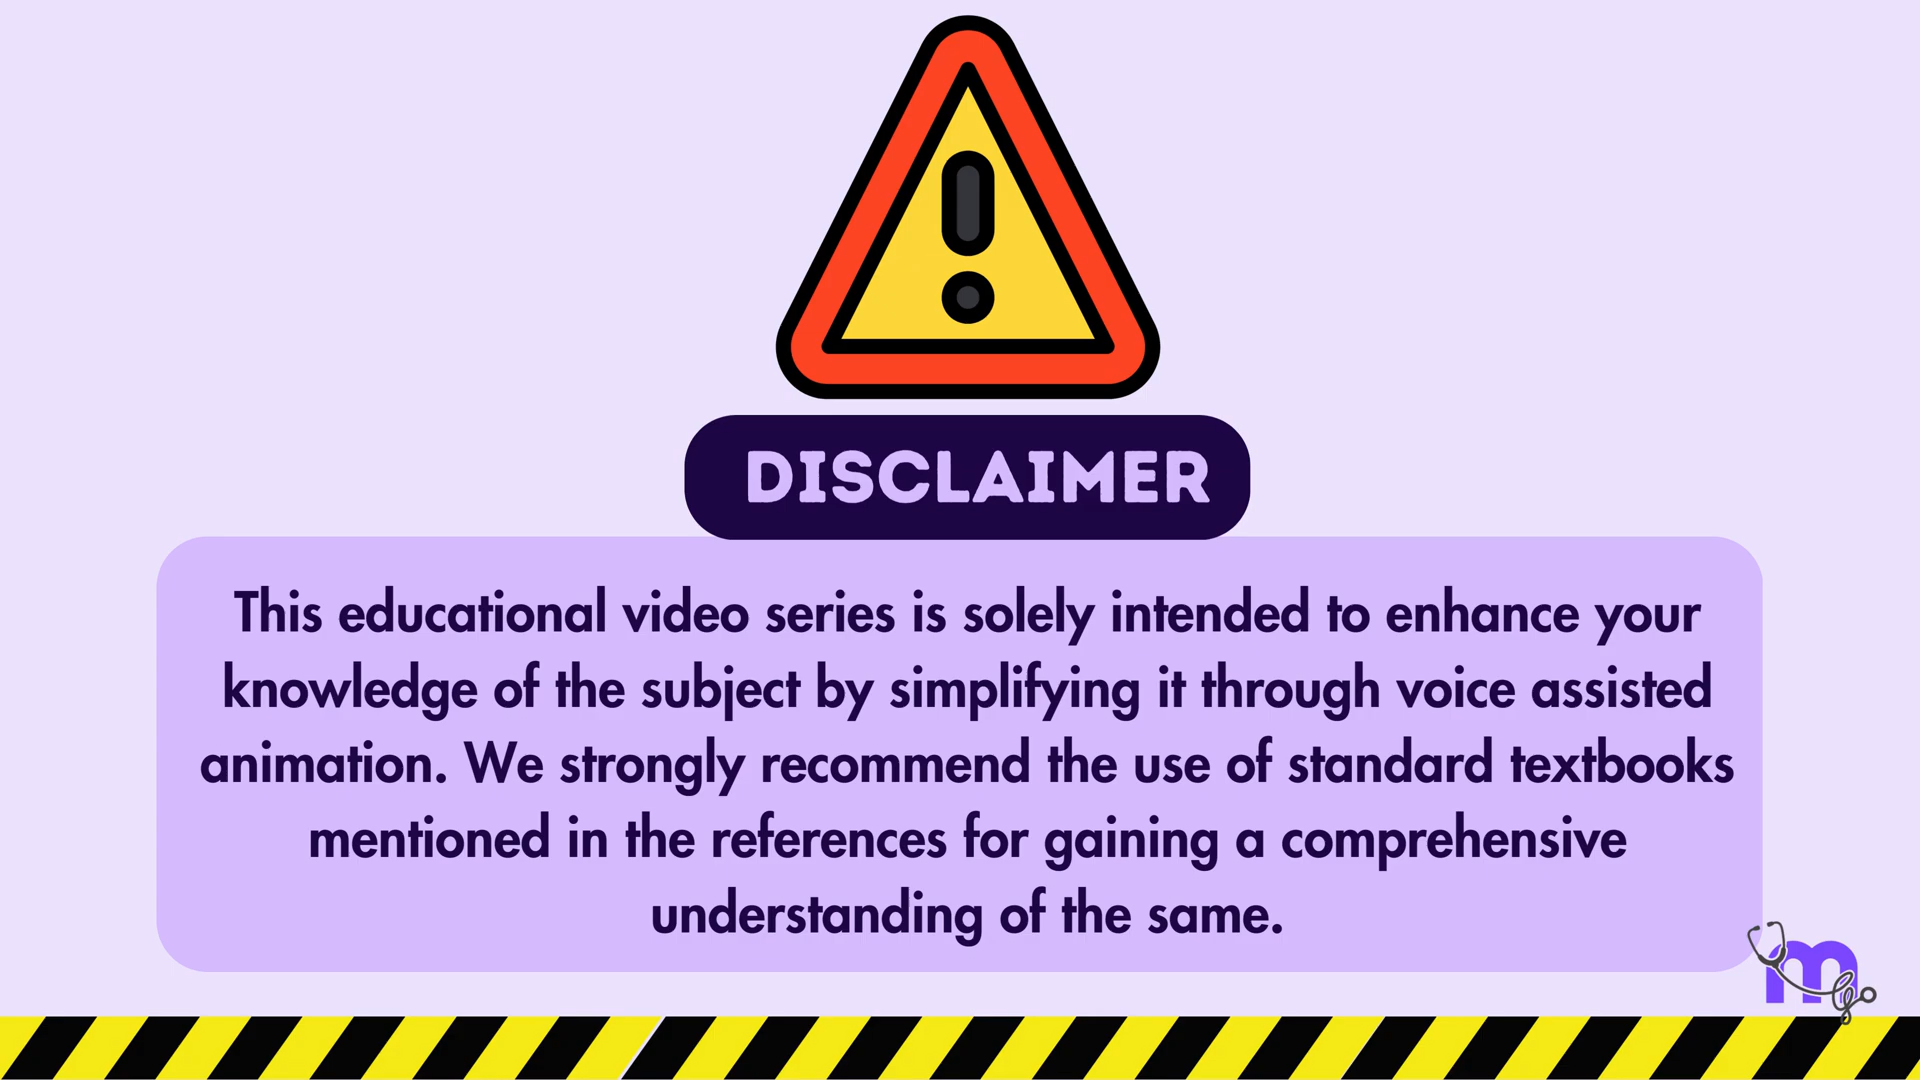 DISCLAIMER
This educational video series is solely intended to enhance your
knowledge of the subject by simplifying it through voice assisted
animation. We strongly recommend the use of standard textbooks
mentioned in the references for gaining a comprehensive
understanding of the same.
m go